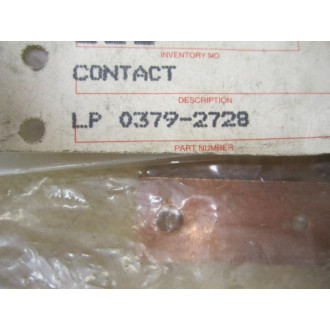 INVENTORY NO.
CONTACT
DESCRIPTION
LP 0379-2728
PART NUMBER